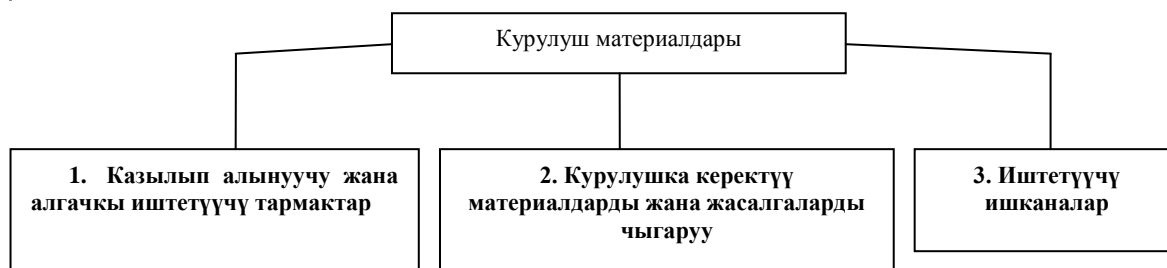 Курулуш материалдары
1. Казылып алынуучу жана
алгачкы иштетүүчү тармактар
2. Курулушка керектүү
материалдарды жана жасалгаларды
чыгаруу
3. Иштетүүчү
ишканалар